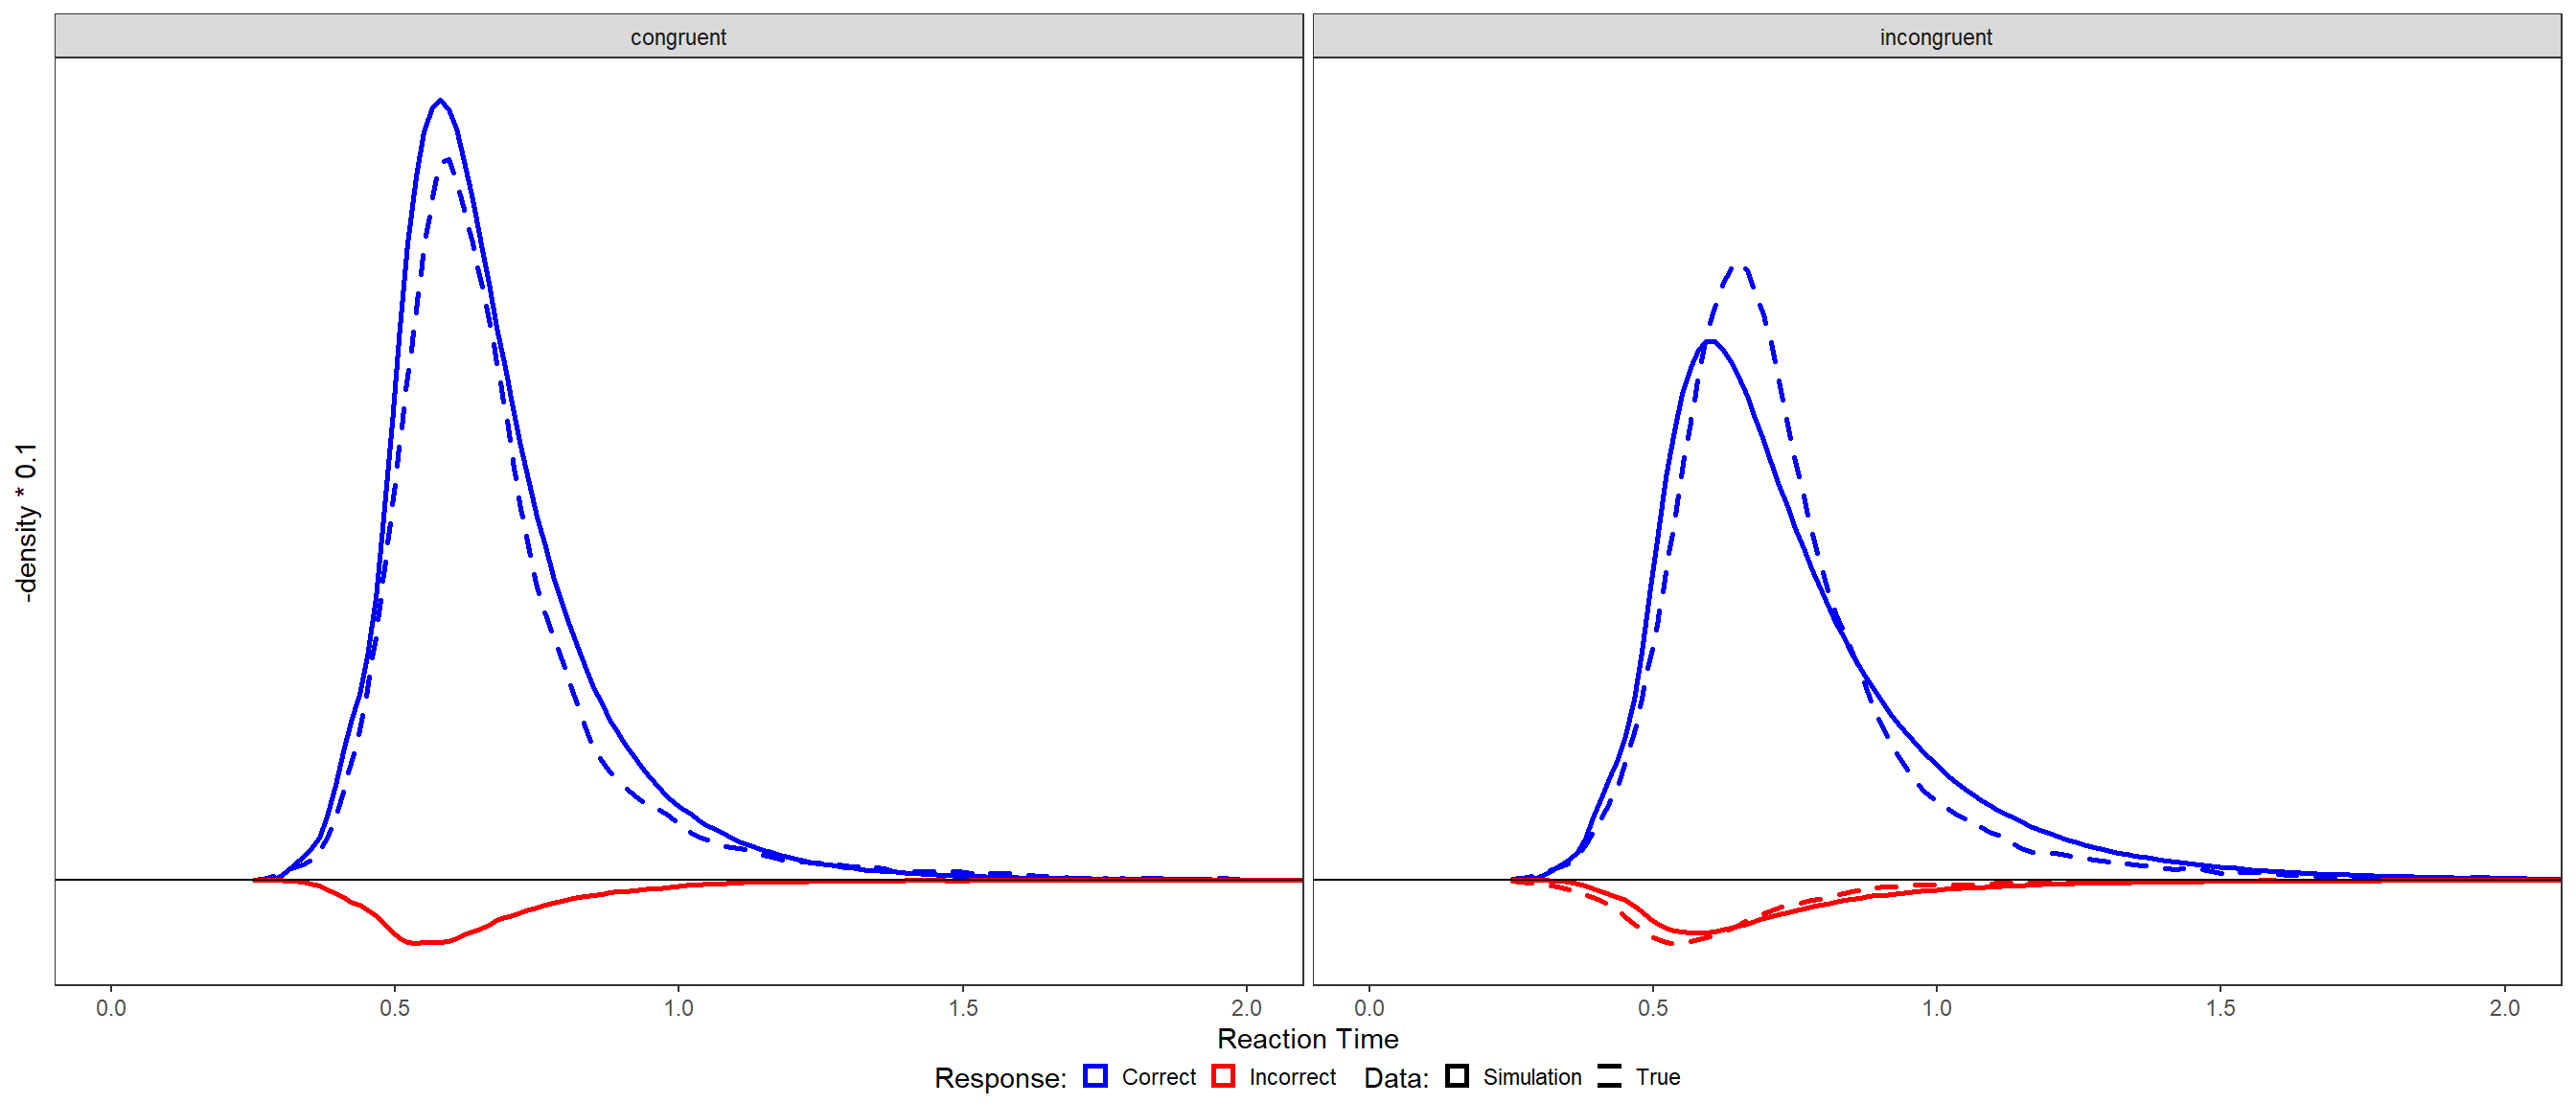 congruent
incongruent
-density * 0.1
0.0 0.5 1.0 1.5 2.0 0.0 0.5 1.0 1.5 2.0
Reaction Time
Response: Correct Incorrect Data: Simulation True